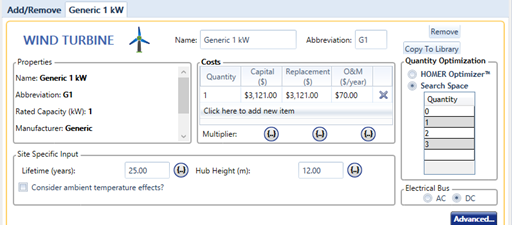 Add/Remove Generic 1 kW
WIND TURBINE
Name: Generic 1 kW Abbreviation: G1
Remove
Copy To Library
Properties
Name: Generic 1 kW
Abbreviation: G1
Rated Capacity (kW): 1
Manufacturer: Generic
Costs
Quantity Capital ($) Replacement ($) O&M ($/year)
1 $3,121.00 $3,121.00 $70.00
Click here to add new item
Multiplier: (..) (..) (..)
Quantity Optimization
HOMER Optimizer™
Search Space
Quantity
0
1
2
3
Site Specific Input
Lifetime (years): 25.00 (..) Hub Height (m): 12.00 (..)
Consider ambient temperature effects?
Electrical Bus
AC DC
Advanced...